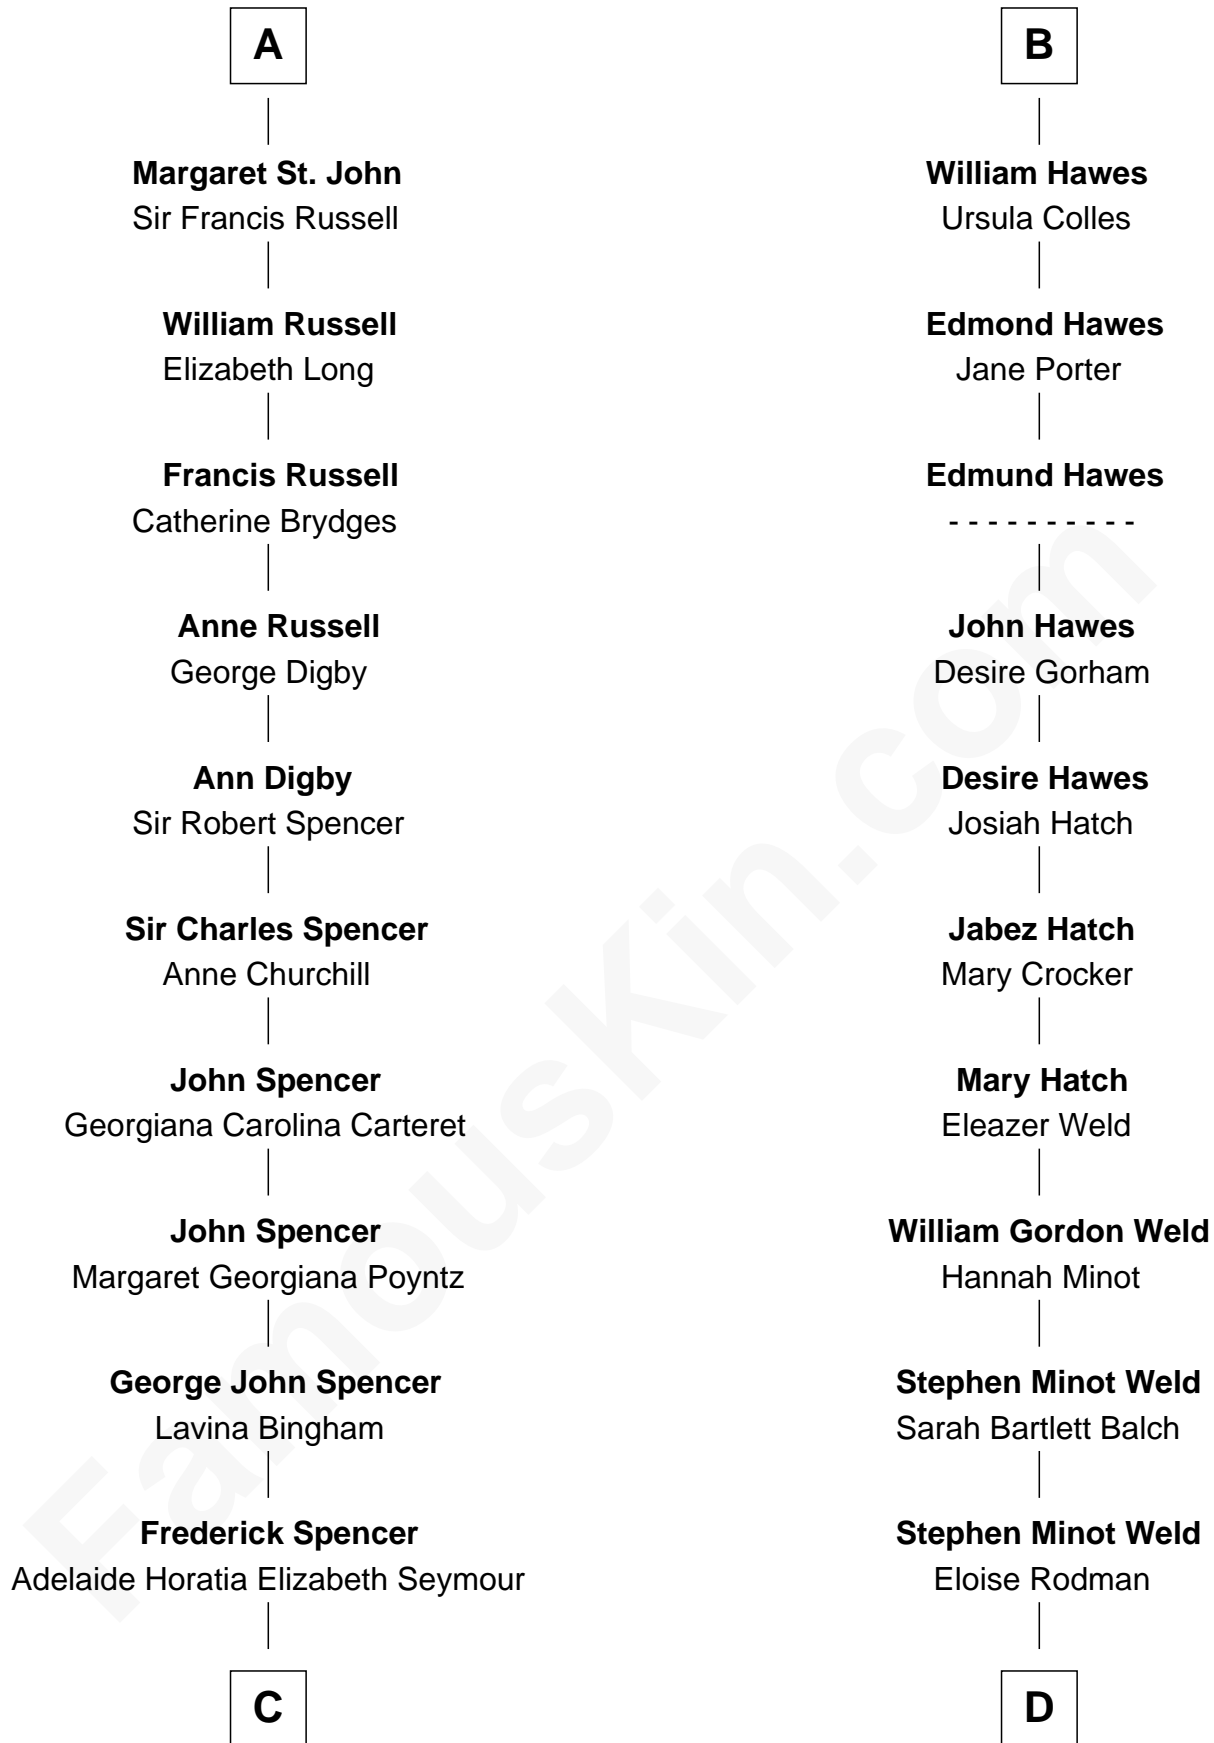 A
Margaret St. John
Sir Francis Russell
William Russell
Elizabeth Long
Francis Russell
Catherine Brydges
Anne Russell
George Digby
Ann Digby
Sir Robert Spencer
Sir Charles Spencer
Anne Churchill
John Spencer
Georgiana Carolina Carteret
John Spencer
Margaret Georgiana Poyntz
George John Spencer
Lavina Bingham
Frederick Spencer
Adelaide Horatia Elizabeth Seymour
C
B
William Hawes
Ursula Colles
Edmond Hawes
Jane Porter
Edmund Hawes
- - - - - - - - - -
John Hawes
Desire Gorham
Desire Hawes
Josiah Hatch
Jabez Hatch
Mary Crocker
Mary Hatch
Eleazer Weld
William Gordon Weld
Hannah Minot
Stephen Minot Weld
Sarah Bartlett Balch
Stephen Minot Weld
Eloise Rodman
D
FamousKin.com